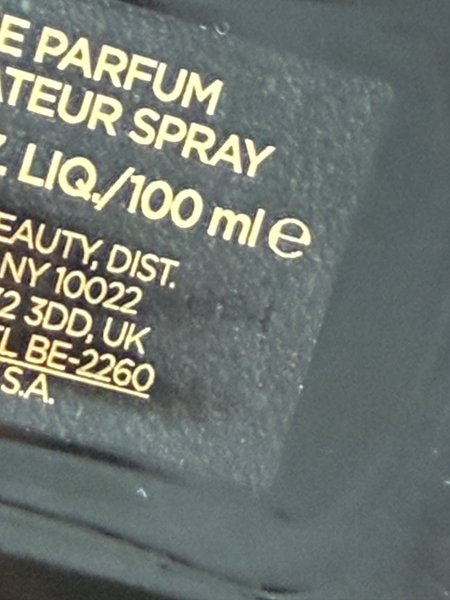 E PARFUM
ATEUR SPRAY
Z. LIQ./100 ml e
EAUTY, DIST.
NY 10022
2 3DD, UK
L BE-2260
S.A.